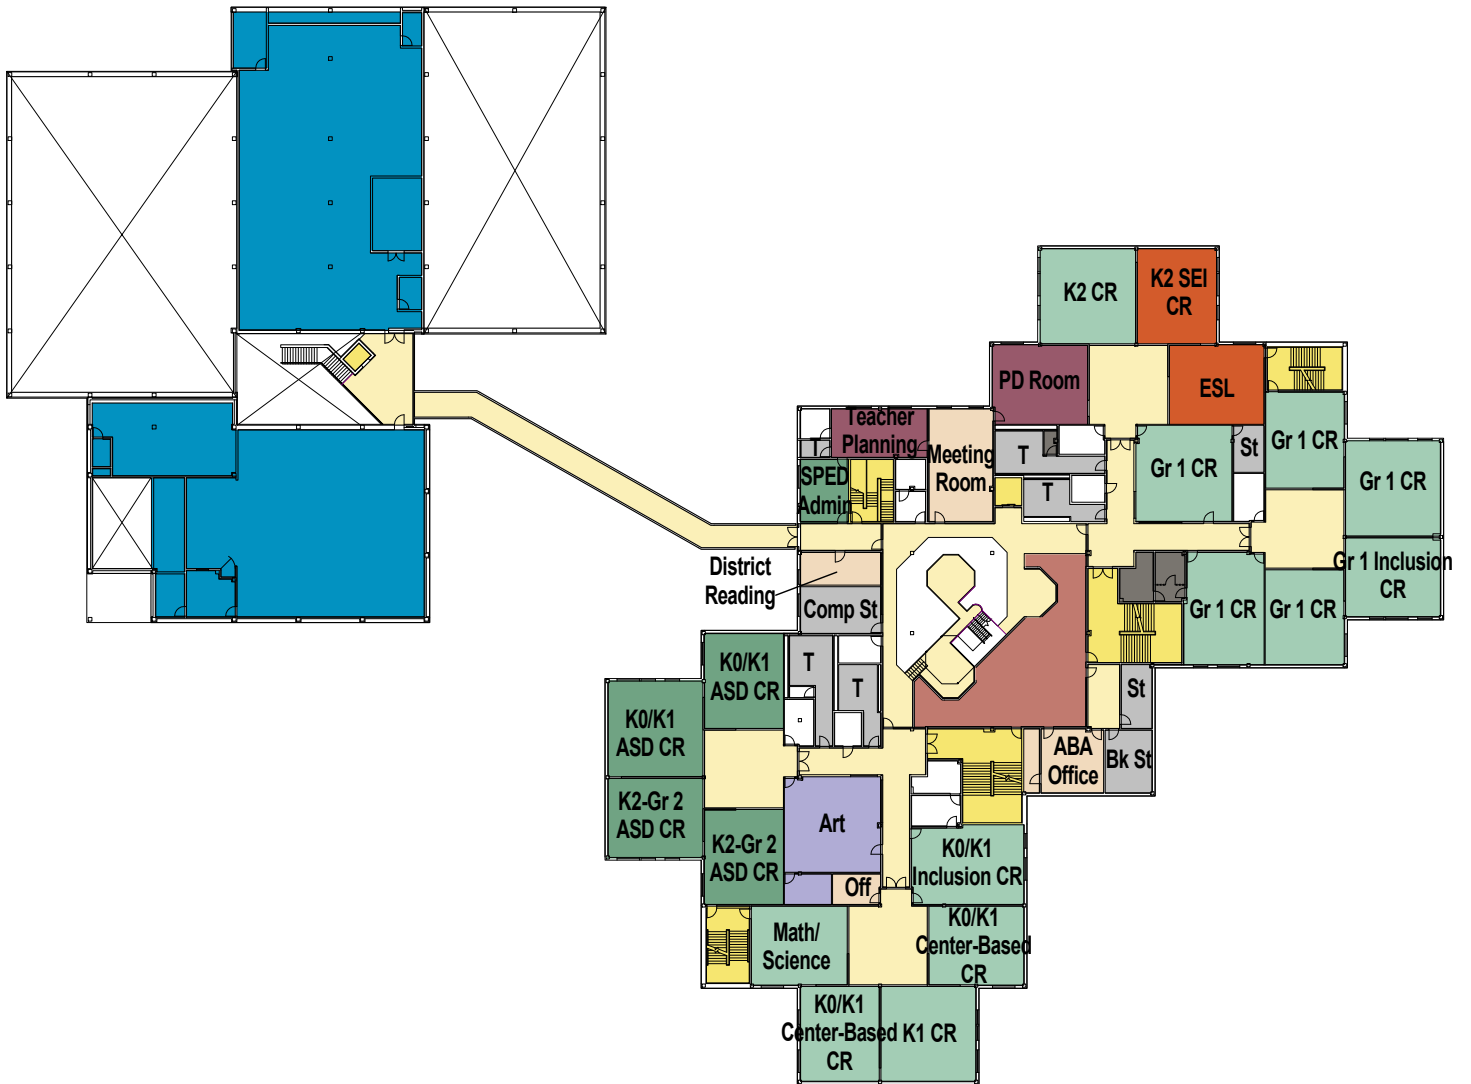 K2 CR
K2 SEI
CR
PD Room
ESL
Teacher
Planning
T
Meeting
Room
SPED
Admin
T
T
Gr 1 CR
St
Gr 1 CR
Gr 1 CR
Gr 1 Inclusion
CR
Gr 1 CR
Gr 1 CR
District
Reading
Comp St
K0/K1
ASD CR
T
T
K0/K1
ASD CR
St
ABA
Office
Bk St
K2-Gr 2
ASD CR
K2-Gr 2
ASD CR
Art
Off
K0/K1
Inclusion CR
Math/
Science
K0/K1
Center-Based
CR
K0/K1
Center-Based
CR
K1 CR